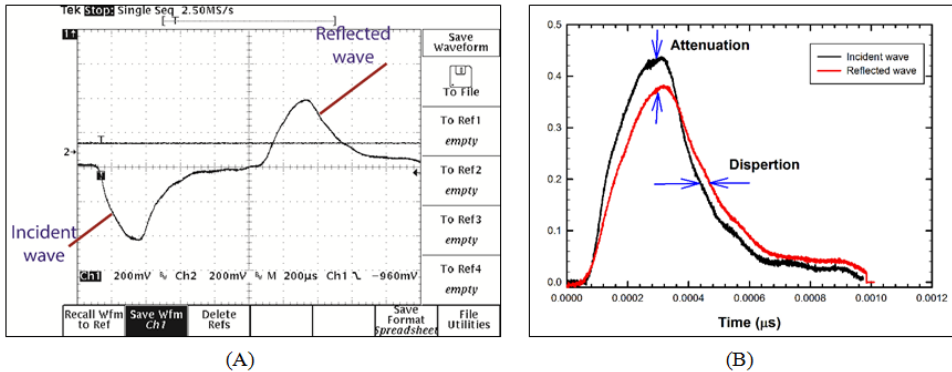 Tek Stop: Single Seq 2.50MS/s
Reflected
wave
Incident
wave
1
2
T
T
T
Ch1 200mV Ch2 200mV M 200µs Ch1 -960mV
Save
Waveform
To File
To Ref1
empty
To Ref2
empty
To Ref3
empty
To Ref4
empty
Recall Wfm
to Ref
Save Wfm
Ch1
Delete
Refs
Save
Format
Spreadsheet
File
Utilities
(A)
Attenuation
Incident wave
Reflected wave
Dispertion
0.5
0.4
0.3
0.2
0.1
0.0
0.0000 0.0002 0.0004 0.0006 0.0008 0.0010 0.0012
Time (µs)
(B)